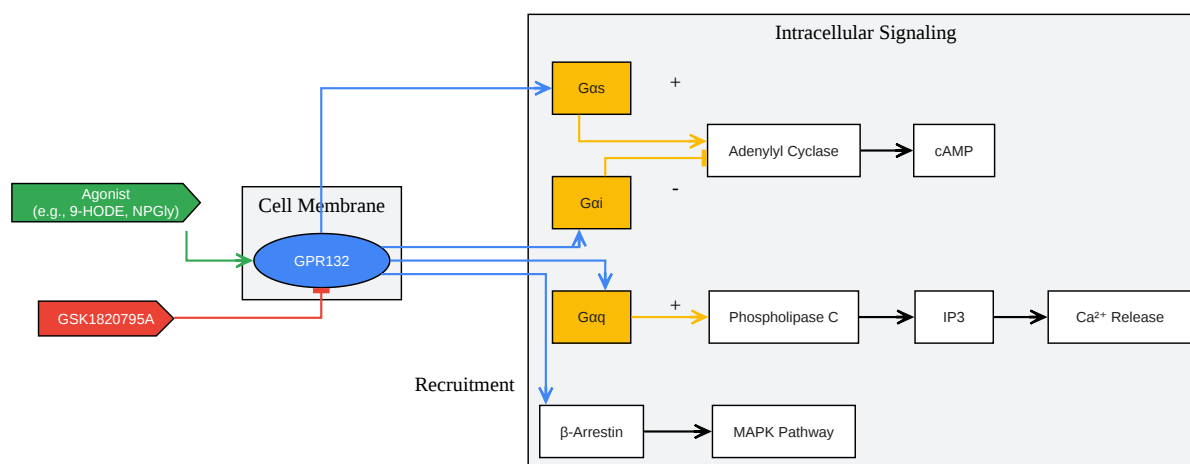 Intracellular Signaling
Gαs
+
Adenylyl Cyclase
cAMP
Agonist
(e.g., 9-HODE, NPGly)
Cell Membrane
Gαi
-
GPR132
GSK1820795A
Gαq
+
Phospholipase C
IP3
Ca²⁺ Release
Recruitment
β-Arrestin
MAPK Pathway